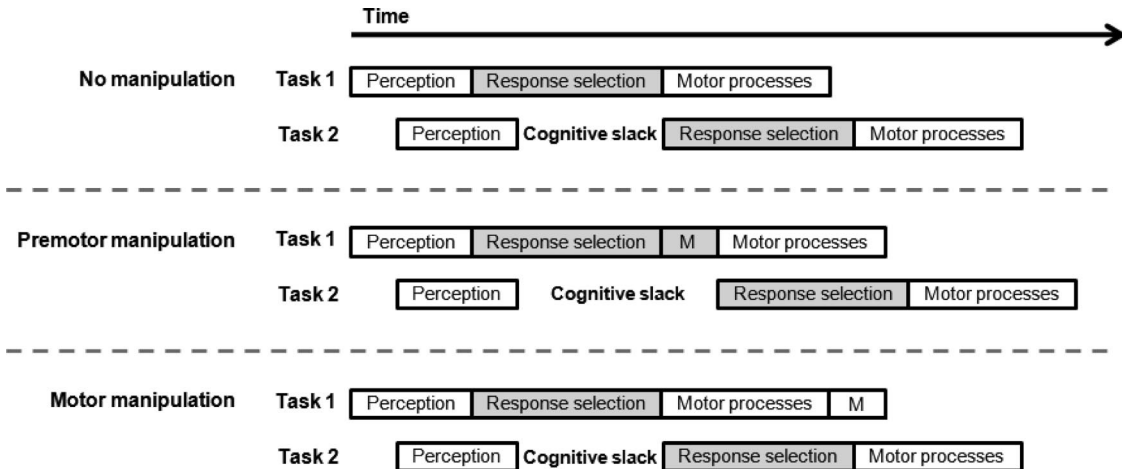 Time
No manipulation Task 1 Perception Response selection Motor processes
Task 2 Perception Cognitive slack Response selection Motor processes
Premotor manipulation Task 1 Perception Response selection M Motor processes
Task 2 Perception Cognitive slack Response selection Motor processes
Motor manipulation Task 1 Perception Response selection Motor processes M
Task 2 Perception Cognitive slack Response selection Motor processes